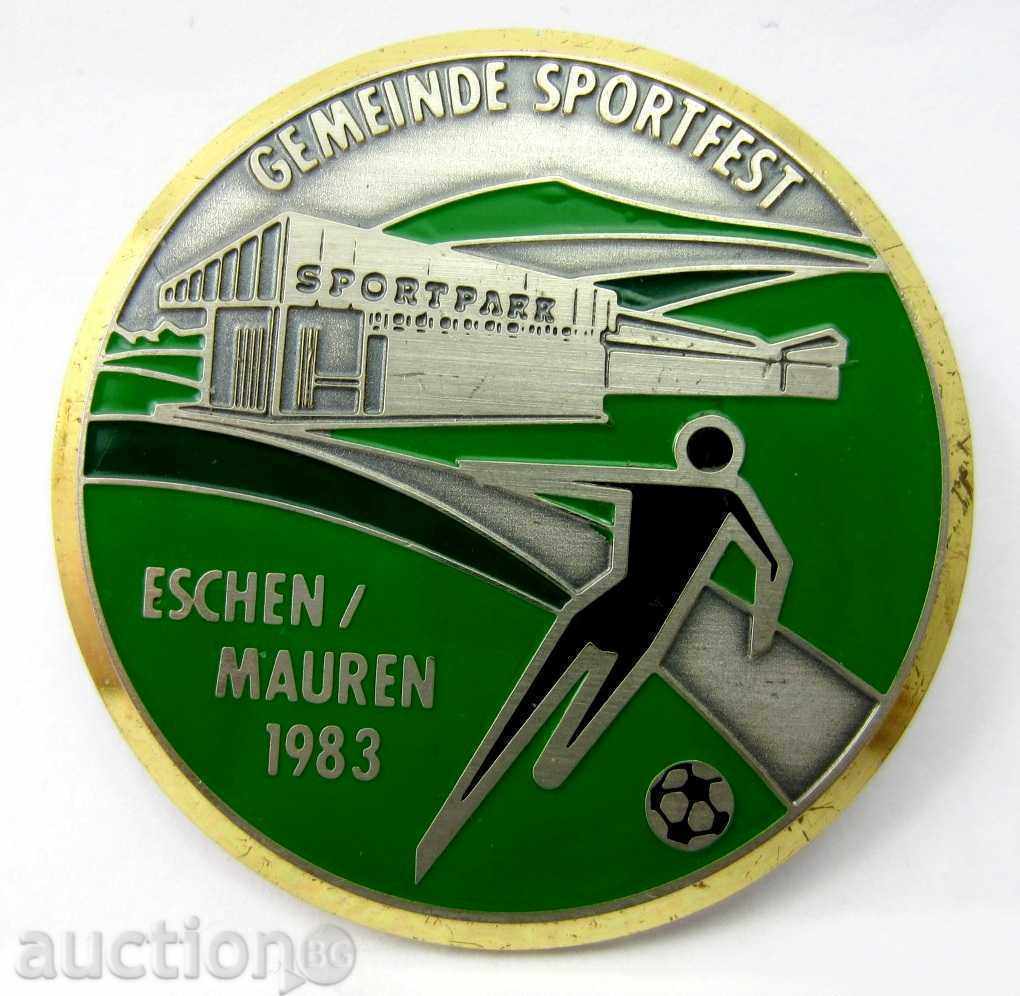 GEMEINDE SPORTFEST
SPORTPARK
ESCHEN /
MAUREN
1983
auction BG